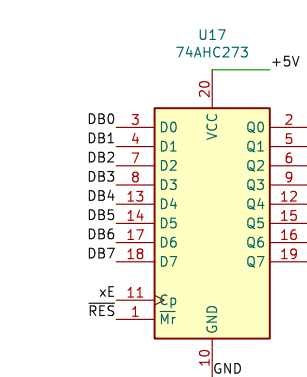 U17
74AHC273
+5V
20
VCC
DB0 3 D0 Q0 2
DB1 4 D1 Q1 5
DB2 7 D2 Q2 6
DB3 8 D3 Q3 9
DB4 13 D4 Q4 12
DB5 14 D5 Q5 15
DB6 17 D6 Q6 16
DB7 18 D7 Q7 19
xE 11 Cp
RES 1 Mr
GND
10
GND